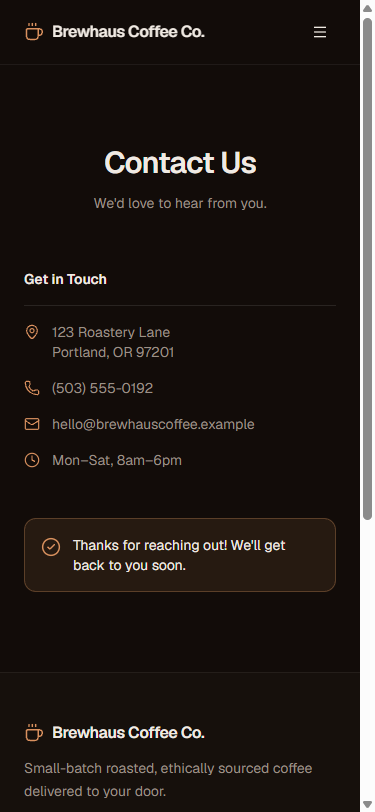 Brewhaus Coffee Co.
Contact Us
We'd love to hear from you.
Get in Touch
123 Roastery Lane
Portland, OR 97201
(503) 555-0192
hello@brewhauscoffee.example
Mon–Sat, 8am–6pm
Thanks for reaching out! We'll get
back to you soon.
Brewhaus Coffee Co.
Small-batch roasted, ethically sourced coffee
delivered to your door.